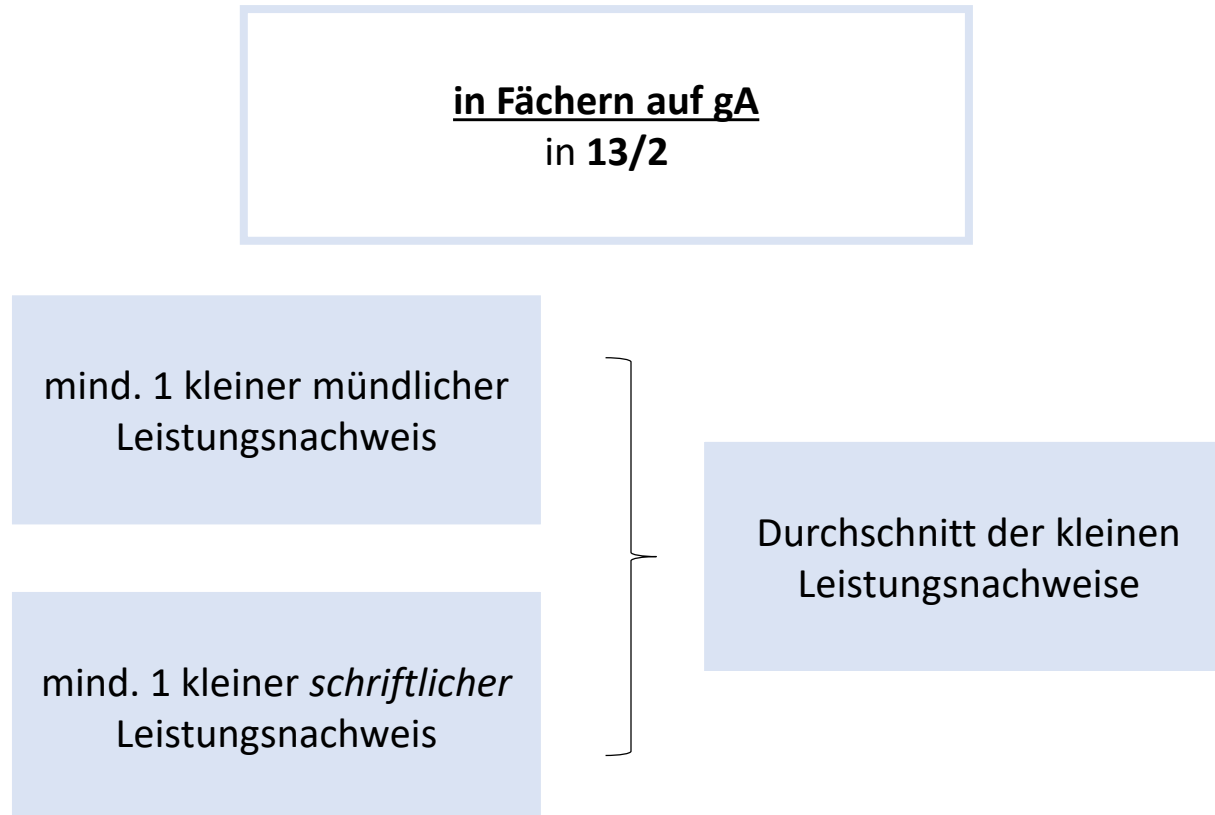 in Fächern auf gA
in 13/2
mind. 1 kleiner mündlicher
Leistungsnachweis
Durchschnitt der kleinen
Leistungsnachweise
mind. 1 kleiner schriftlicher
Leistungsnachweis